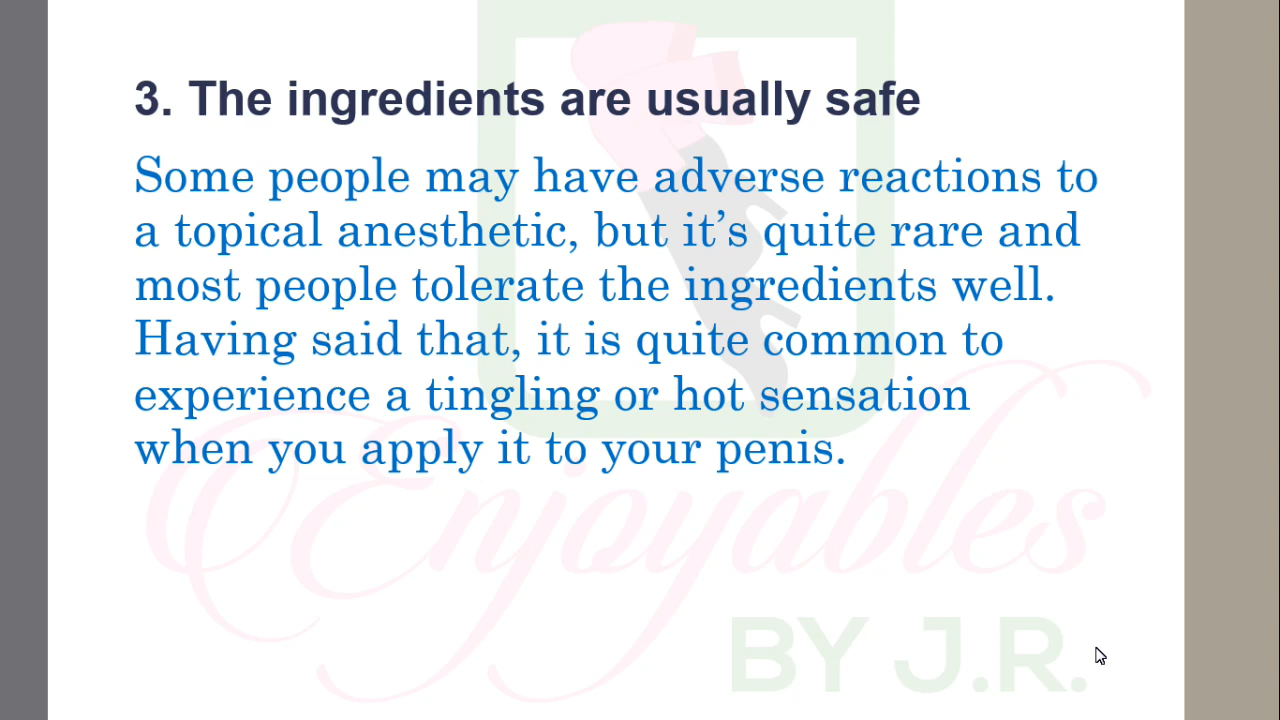 3. The ingredients are usually safe
Some people may have adverse reactions to
a topical anesthetic, but it’s quite rare and
most people tolerate the ingredients well.
Having said that, it is quite common to
experience a tingling or hot sensation
when you apply it to your penis.
Enjoyables
BY J.R.